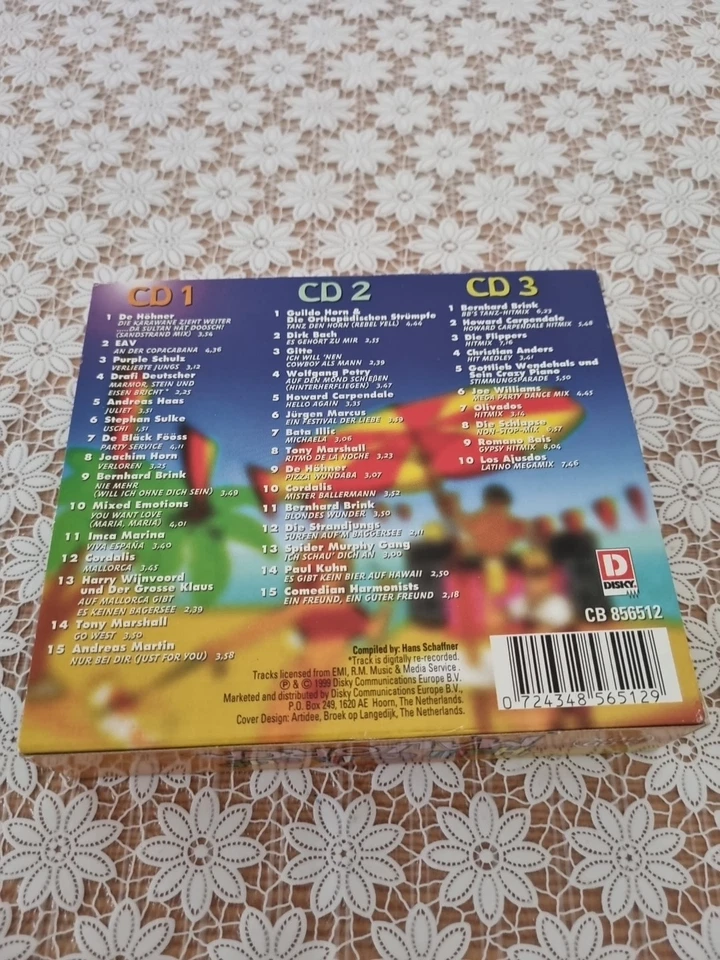 CD 1
1 De Höhner
DIE KARAWANE ZIEHT WEITER
.....DA SULTAN HÄT DOOSCH!
(SANDSTRAND MIX) 3,56
2 EAV
AN DER COPACABANA 4,36
3 Purple Schulz
VERLIEBTE JUNGS 3,12
4 Drafi Deutscher
MARMOR, STEIN UND
EISEN BRICHT* 2,25
5 Andreas Haas
JULIET 3,51
6 Stephan Sulke
USCHI 3,51
7 De Bläck Fööss
PARTY SERVICE 4,11
8 Joachim Horn
VERLOREN 3,25
9 Bernhard Brink
NIE MEHR
(WILL ICH OHNE DICH SEIN) 3,49
10 Mixed Emotions
YOU WANT LOVE
(MARIA, MARIA) 4,01
11 Imca Marina
VIVA ESPAÑA 3,40
12 Cordalis
MALLORCA 3,45
13 Harry Wijnvoord
und Der Grosse Klaus
AUF MALLORCA GIBT
ES KEINEN BAGERSEE 2,39
14 Tony Marshall
GO WEST 3,50
15 Andreas Martin
NUR BEI DIR (JUST FOR YOU) 3,58
CD 2
1 Guildo Horn &
Die Orthopädischen Strümpfe
TANZ DEN HORN (REBEL YELL) 4,44
2 Dirk Bach
ES GEHÖRT ZU MIR 2,55
3 Gitte
ICH WILL 'NEN
COWBOY ALS MANN 2,39
4 Wolfgang Petry
AUF DEN MOND SCHIEßEN
(HINTERHERFLIEGEN) 3,47
5 Howard Carpendale
HELLO AGAIN 3,35
6 Jürgen Marcus
EIN FESTIVAL DER LIEBE 3,59
7 Bata Illic
MICHAELA 3,06
8 Tony Marshall
RITMO DE LA NOCHE 3,23
9 De Höhner
PIZZA WUNDABA 3,07
10 Cordalis
MISTER BALLERMANN 3,52
11 Bernhard Brink
BLONDES WUNDER 3,50
12 Die Strandjungs
SURFEN AUF'M BAGGERSEE 2,11
13 Spider Murphy Gang
ICH SCHAU' DICH AN 3,00
14 Paul Kuhn
ES GIBT KEIN BIER AUF HAWAII 2,50
15 Comedian Harmonists
EIN FREUND, EIN GUTER FREUND 2,18
CD 3
1 Bernhard Brink
BB'S TANZ-HITMIX 6,33
2 Howard Carpendale
HOWARD CARPENDALE HITMIX 5,48
3 Die Flippers
HITMIX 7,16
4 Christian Anders
HIT MEDLEY 3,41
5 Gottlieb Wendehals und
Sein Crazy Piano
STIMMUNGSPARADE 5,50
6 Joe Williams
MEGA PARTY DANCE MIX 4,45
7 Olivados
HITMIX 3,14
8 Die Schlapse
NON-STOP-MIX 6,57
9 Romano Bais
GYPSY HITMIX 8,04
10 Los Ajusdos
LATINO MEGAMIX 7,46
D
DISKY
CB 856512
0 724348 565129
Compiled by: Hans Schaffner
*Track is digitally re-recorded.
Tracks licensed from EMI, R.M. Music & Media Service.
℗ & © 1999 Disky Communications Europe B.V.,
Marketed and distributed by Disky Communications Europe B.V.,
P.O. Box 249, 1620 AE Hoorn, The Netherlands.
Cover Design: Artidee, Broek op Langedijk, The Netherlands.